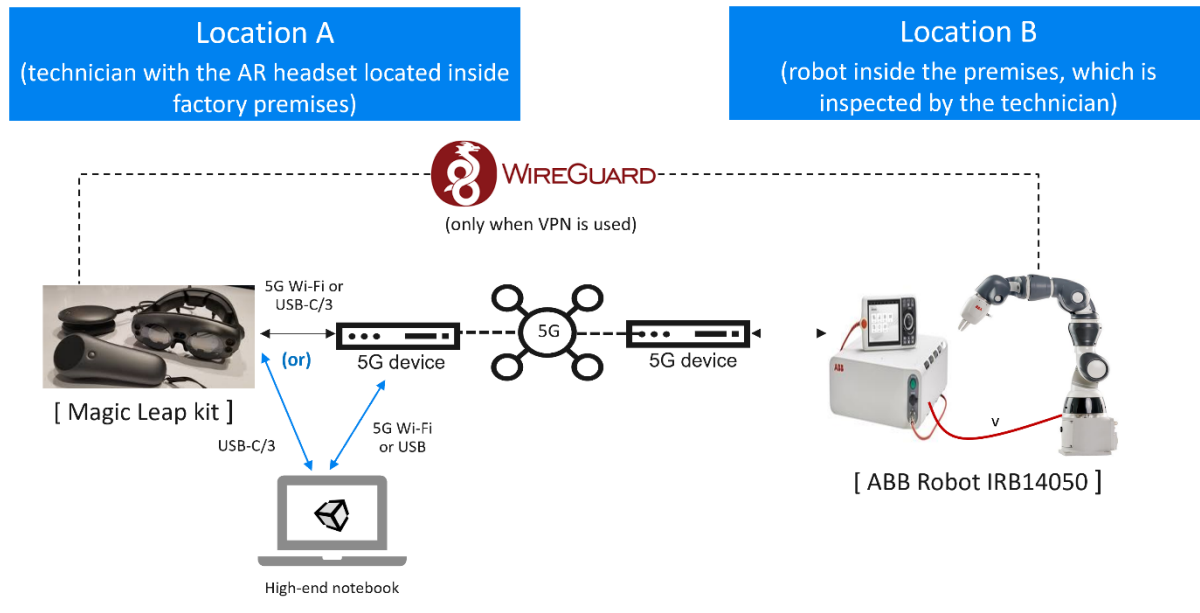 Location A
(technician with the AR headset located inside
factory premises)
Location B
(robot inside the premises, which is
inspected by the technician)
WIREGUARD
(only when VPN is used)
5G Wi-Fi or
USB-C/3
(or)
5G device
5G
5G device
[ Magic Leap kit ]
USB-C/3
5G Wi-Fi
or USB
High-end notebook
ABB
v
[ ABB Robot IRB14050 ]